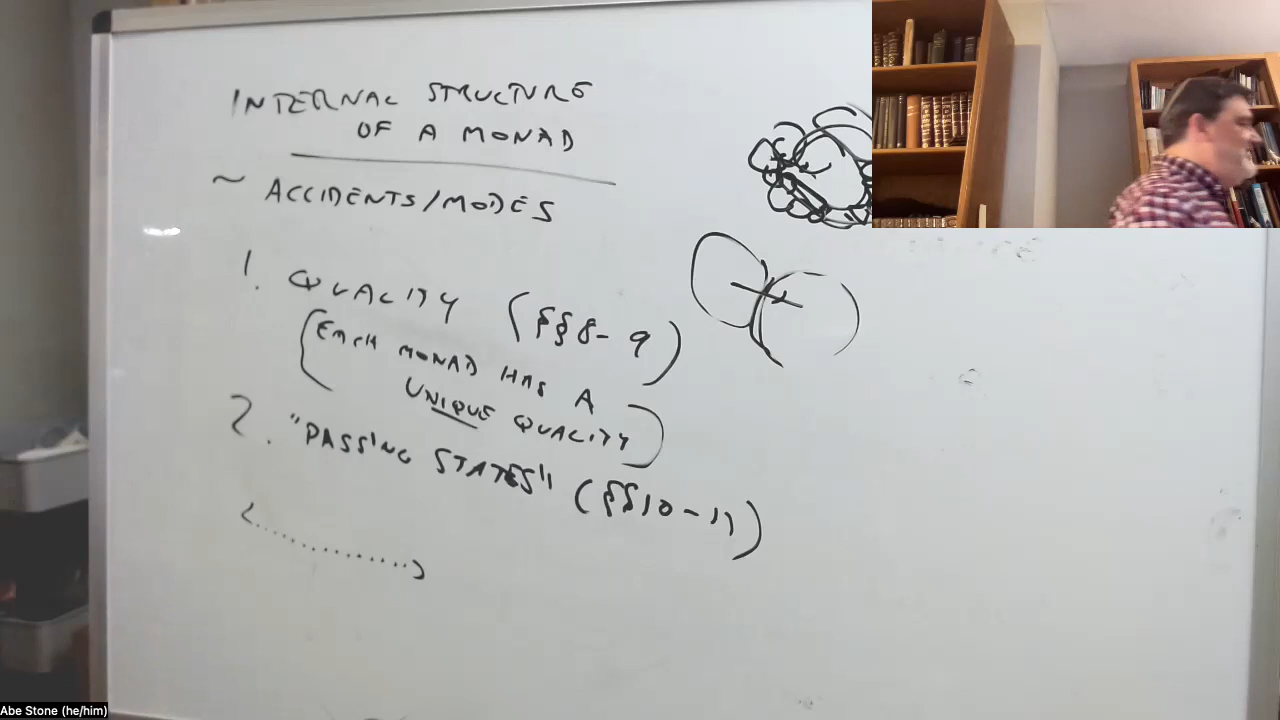 INTERNAL STRUCTURE
OF A MONAD
~ ACCIDENTS/MODES
1. QUALITY (§§8-9)
(EACH MONAD HAS A
UNIQUE QUALITY)
2. "PASSING STATES" (§§10-11)
Abe Stone (he/him)